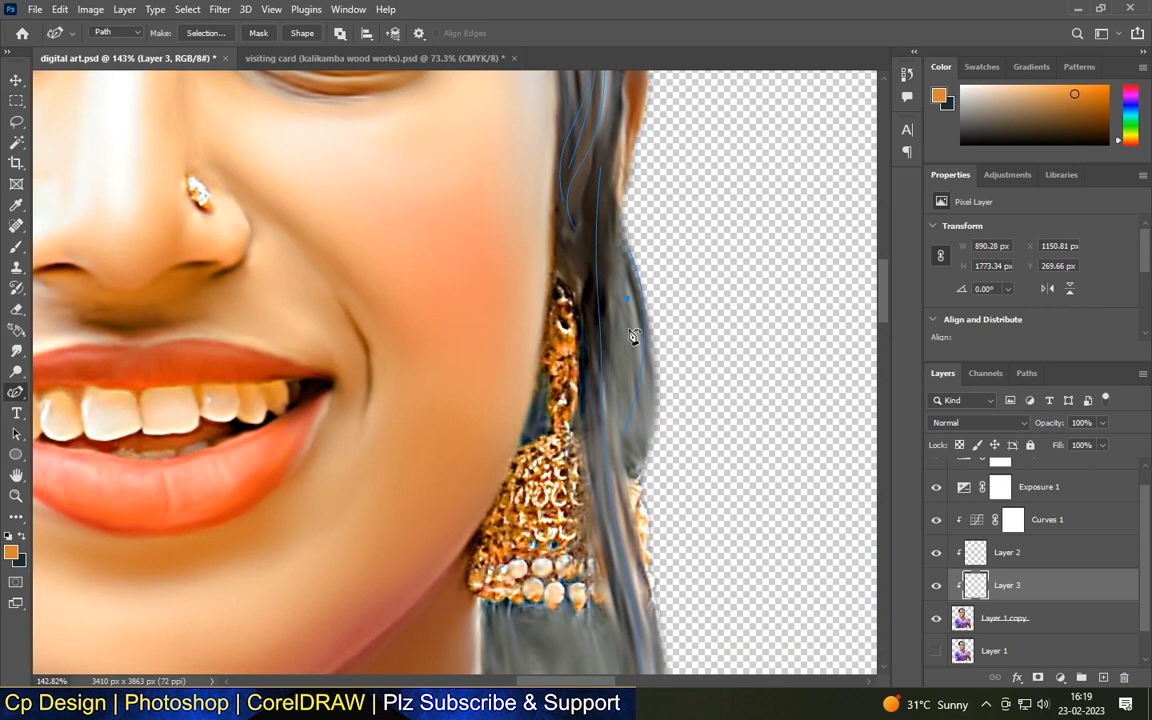 Ps File Edit Image Layer Type Select Filter 3D View Plugins Window Help
Path Make: Selection... Mask Shape Align Edges
digital art.psd @ 143% (Layer 3, RGB/8#) * × visiting card (kalikamba wood works).psd @ 73.3% (CMYK/8) * ×
Color Swatches Gradients Patterns
Properties Adjustments Libraries
Pixel Layer
Transform
W 890.28 px X 1150.81 px
H 1773.34 px Y 269.66 px
0.00°
Align and Distribute
Align:
Layers Channels Paths
Kind
Normal Opacity: 100%
Lock: Fill: 100%
Exposure 1
Curves 1
Layer 2
Layer 3
Layer 1 copy
Layer 1
142.82% 3410 px x 3863 px (72 ppi)
Cp Design | Photoshop | CorelDRAW | Plz Subscribe & Support
31°C Sunny
16:19
23-02-2023